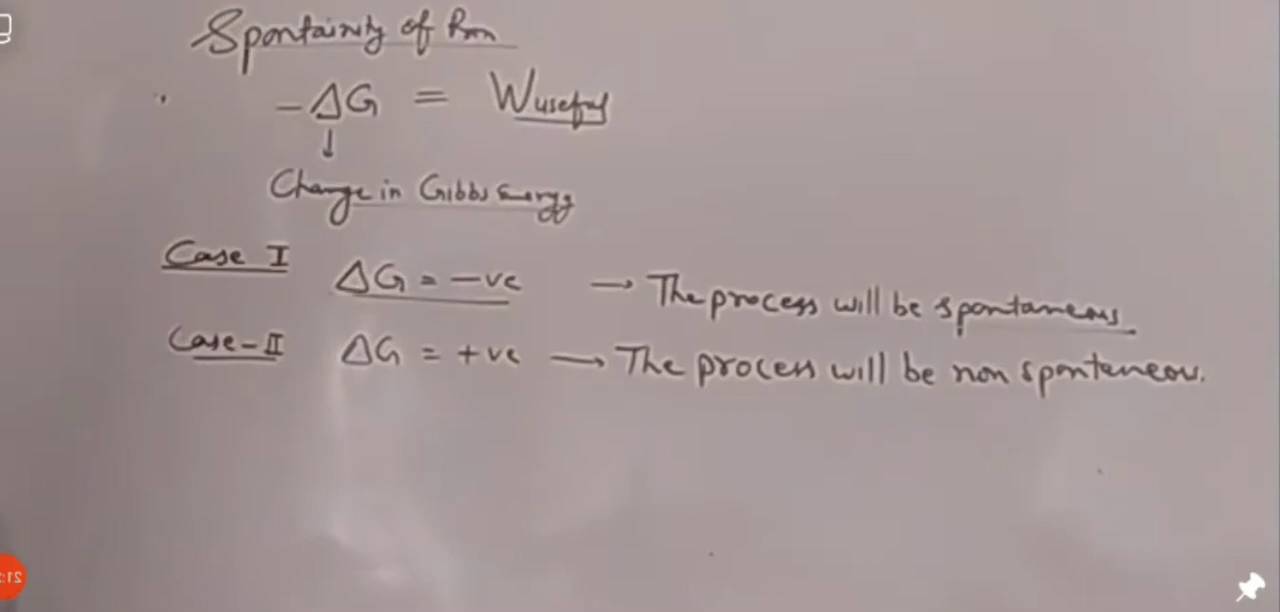 Spontainity of Rxn
-ΔG = Wuseful
↓
Change in Gibbs Energy
Case I ΔG = -ve → The process will be spontaneous.
Case-II ΔG = +ve → The process will be non spontaneous.